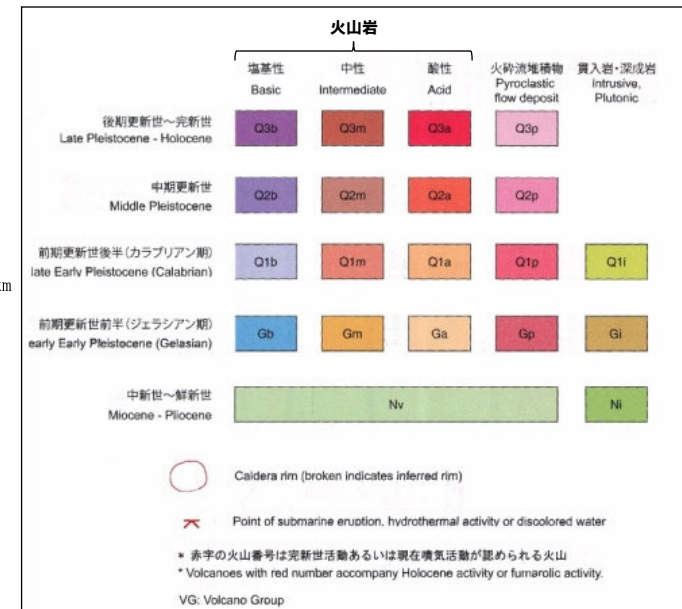 火山岩
塩基性 中性 酸性 火砕流堆積物 貫入岩・深成岩
Basic Intermediate Acid Pyroclastic flow deposit Intrusive, Plutonic
後期更新世～完新世
Late Pleistocene - Holocene
Q3b Q3m Q3a Q3p
中期更新世
Middle Pleistocene
Q2b Q2m Q2a Q2p
前期更新世後半(カラブリアン期)
late Early Pleistocene (Calabrian)
Q1b Q1m Q1a Q1p Q1i
km
前期更新世前半(ジェラシアン期)
early Early Pleistocene (Gelasian)
Gb Gm Ga Gp Gi
中新世～鮮新世
Miocene - Pliocene
Nv Ni
Caldera rim (broken indicates inferred rim)
Point of submarine eruption, hydrothermal activity or discolored water
* 赤字の火山番号は完新世活動あるいは現在噴気活動が認められる火山
* Volcanoes with red number accompany Holocene activity or fumarolic activity.
VG: Volcano Group